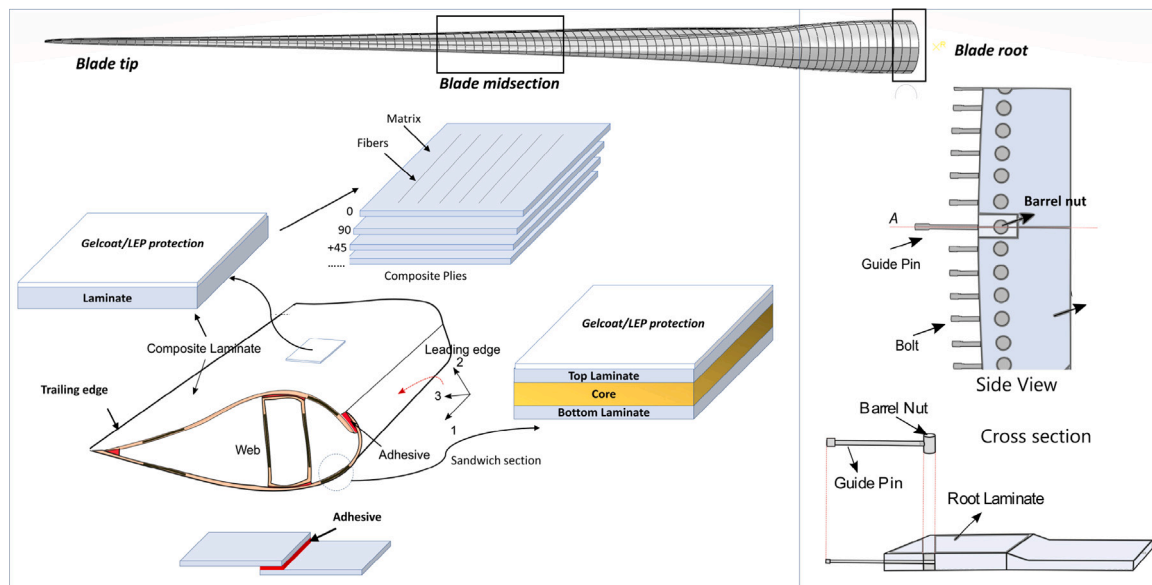 Blade tip
Blade midsection
Blade root
Matrix
Fibers
0
90
+45
......
Composite Plies
Gelcoat/LEP protection
Laminate
Composite Laminate
Trailing edge
Leading edge
2
3
1
Web
Adhesive
Sandwich section
Gelcoat/LEP protection
Top Laminate
Core
Bottom Laminate
Adhesive
A
Barrel nut
Guide Pin
Bolt
Side View
Barrel Nut
Cross section
Guide Pin
Root Laminate